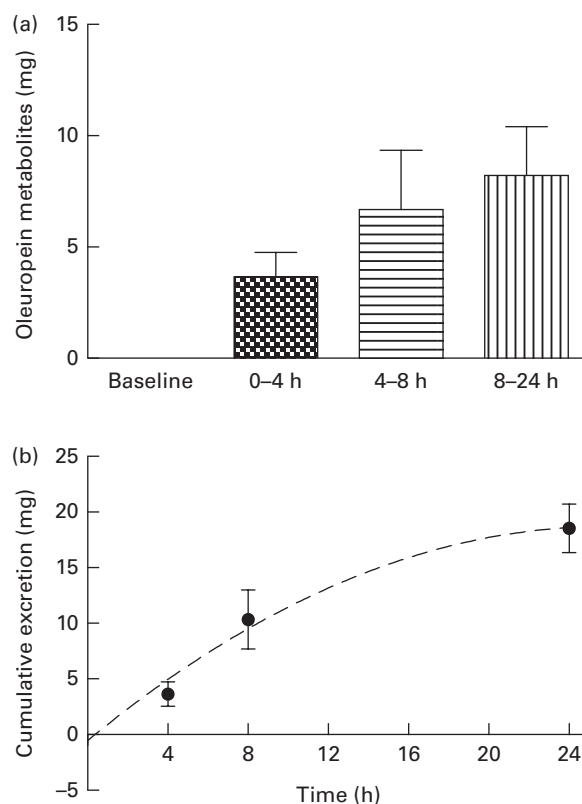 (a)
15
10
5
0
Oleuropein metabolites (mg)
Baseline 0–4 h 4–8 h 8–24 h
(b)
25
20
15
10
5
0
–5
Cumulative excretion (mg)
4 8 12 16 20 24
Time (h)